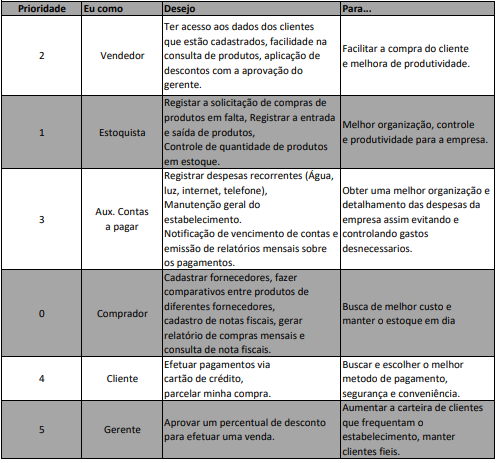 Prioridade Eu como Desejo Para...
2 Vendedor
Ter acesso aos dados dos clientes
que estão cadastrados, facilidade na
consulta de produtos, aplicação de
descontos com a aprovação do
gerente.
Facilitar a compra do cliente
e melhora de produtividade.
1 Estoquista
Registar a solicitação de compras de
produtos em falta, Registrar a entrada
e saída de produtos,
Controle de quantidade de produtos
em estoque.
Melhor organização, controle
e produtividade para a empresa.
3 Aux. Contas
a pagar
Registrar despesas recorrentes (Água,
luz, internet, telefone),
Manutenção geral do
estabelecimento.
Notificação de vencimento de contas e
emissão de relatórios mensais sobre
os pagamentos.
Obter uma melhor organização e
detalhamento das despesas da
empresa assim evitando e
controlando gastos
desnecessarios.
0 Comprador
Cadastrar fornecedores, fazer
comparativos entre produtos de
diferentes fornecedores,
cadastro de notas fiscais, gerar
relatório de compras mensais e
consulta de nota fiscais.
Busca de melhor custo e
manter o estoque em dia
4 Cliente
Efetuar pagamentos via
cartão de crédito,
parcelar minha compra.
Buscar e escolher o melhor
metodo de pagamento,
segurança e conveniência.
5 Gerente
Aprovar um percentual de desconto
para efetuar uma venda.
Aumentar a carteira de clientes
que frequentam o
estabelecimento, manter
clientes fieis.